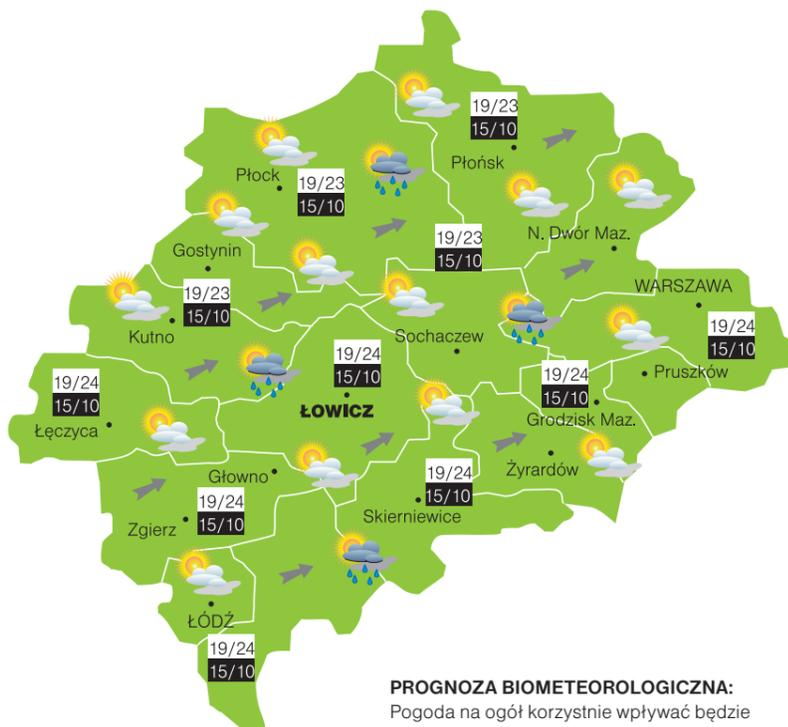 19/23
15/10
Płońsk
Płock
19/23
15/10
19/23
15/10
N. Dwór Maz.
Gostynin
WARSZAWA
19/23
15/10
Kutno
Sochaczew
19/24
15/10
19/24
15/10
ŁOWICZ
19/24
15/10
Pruszków
19/24
15/10
Łęczyca
Grodzisk Maz.
Głowno
Żyrardów
19/24
15/10
Skierniewice
19/24
15/10
Zgierz
ŁÓDŹ
19/24
15/10
PROGNOZA BIOMETEOROLOGICZNA:
Pogoda na ogół korzystnie wpływać będzie